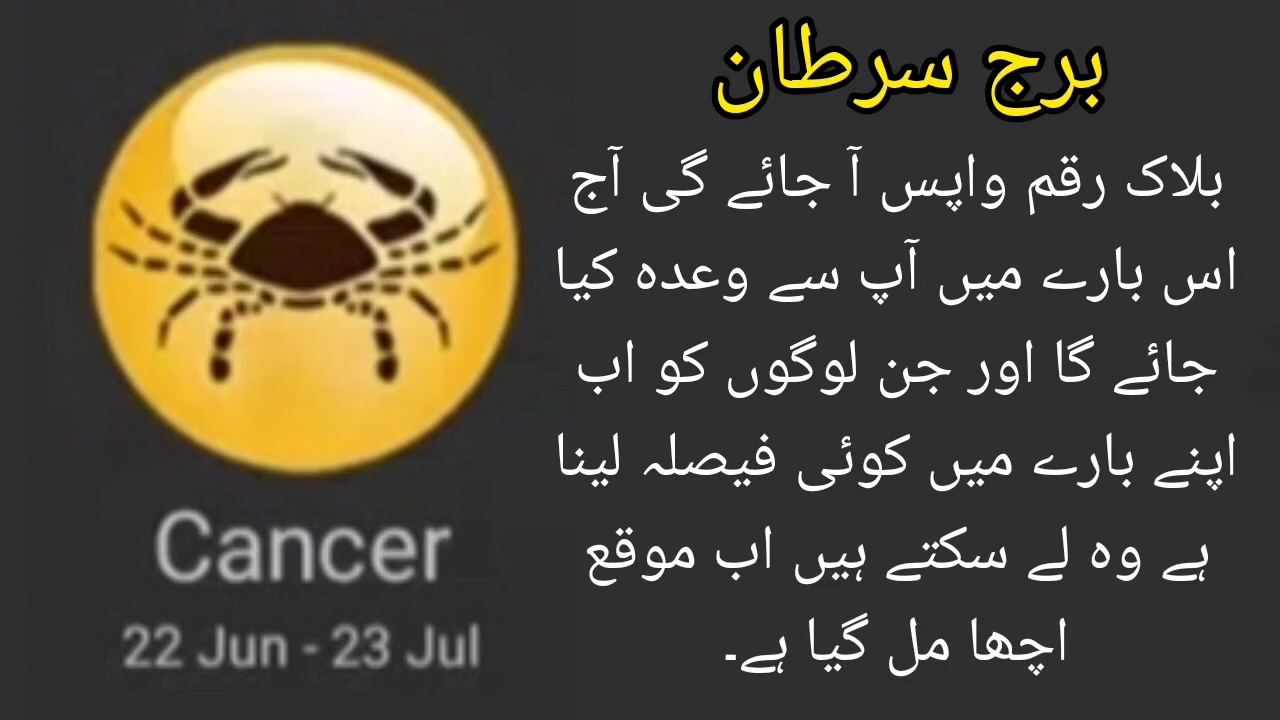 برج سرطان
بلاک رقم واپس آ جائے گی آج
اس بارے میں آپ سے وعدہ کیا
جائے گا اور جن لوگوں کو اب
اپنے بارے میں کوئی فیصلہ لینا
ہے وہ لے سکتے ہیں اب موقع
اچھا مل گیا ہے۔
Cancer
22 Jun - 23 Jul